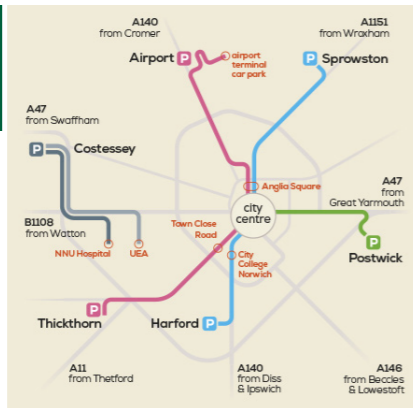 A140
from Cromer
A1151
from Wraxham
Airport P
airport
terminal
car park
P Sprowston
A47
from Swaffham
P Costessey
Anglia Square
A47
from
Great Yarmouth
city
centre
B1108
from Watton
Town Close
Road
NNU Hospital
UEA
City
College
Norwich
P
Postwick
P
Thickthorn
Harford P
A11
from Thetford
A140
from Diss
& Ipswich
A146
from Beccles
& Lowestoft